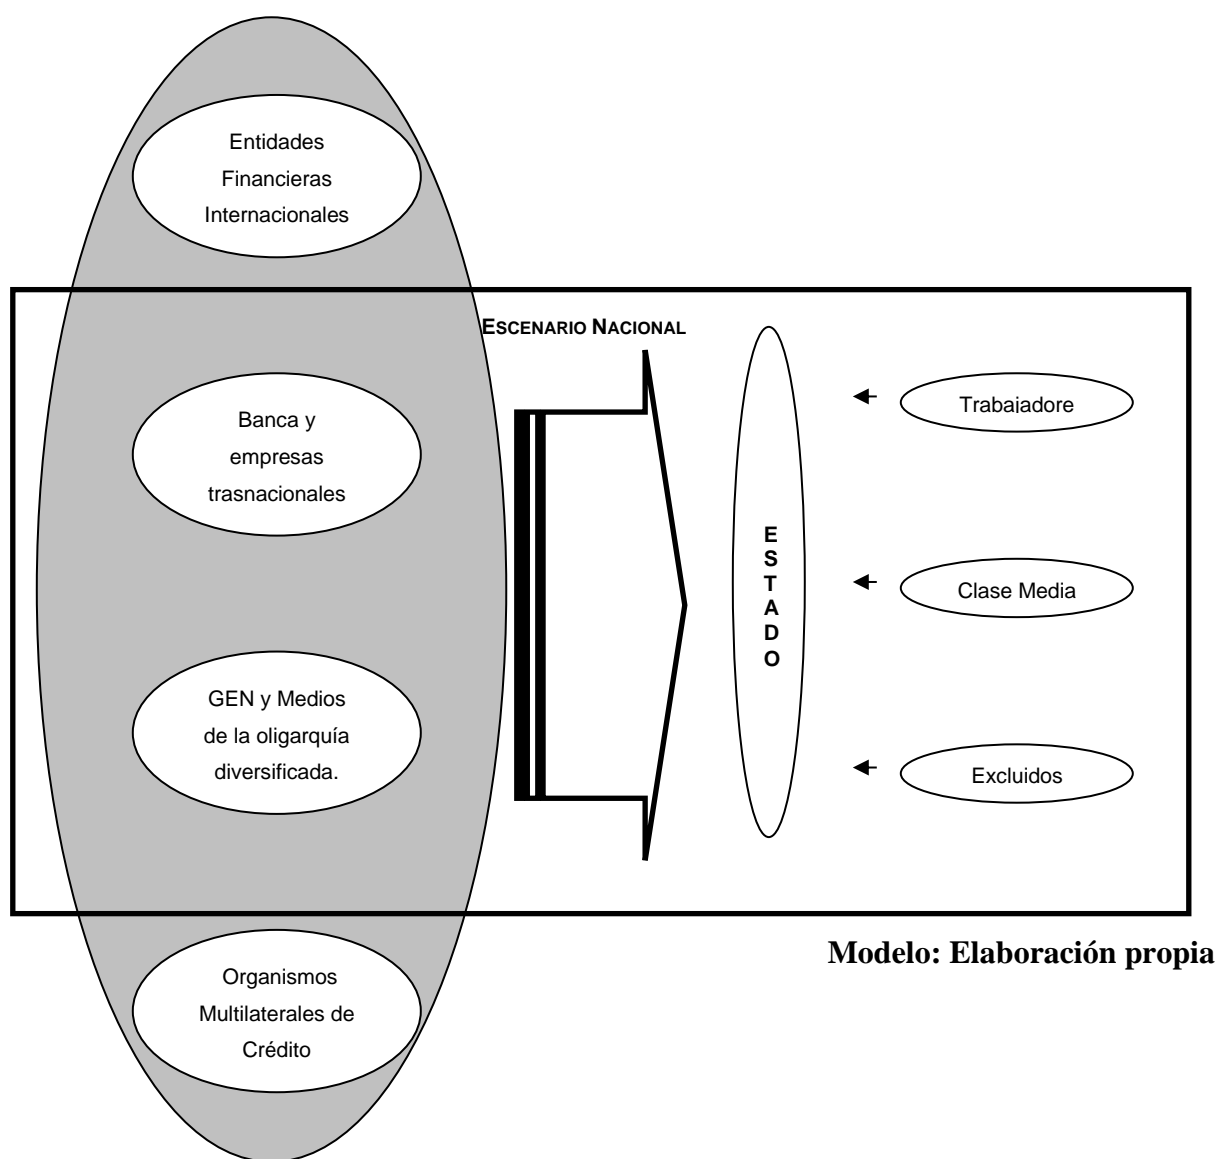 Entidades
Financieras
Internacionales
ESCENARIO NACIONAL
Banca y
empresas
trasnacionales
GEN y Medios
de la oligarquía
diversificada.
E
S
T
A
D
O
Trabajadore
Clase Media
Excluidos
Modelo: Elaboración propia
Organismos
Multilaterales de
Crédito